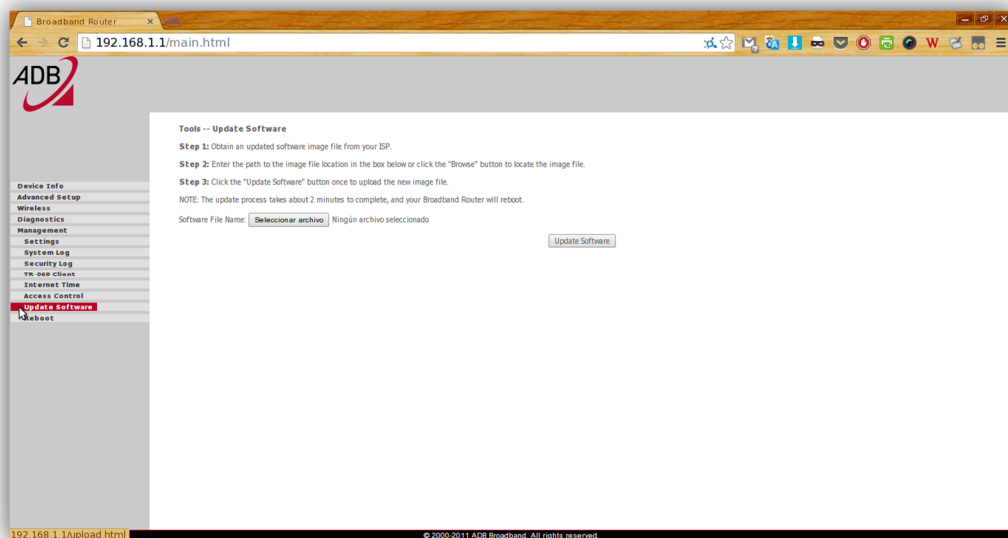 Broadband Router
192.168.1.1/main.html
ADB
Tools -- Update Software
Step 1: Obtain an updated software image file from your ISP.
Step 2: Enter the path to the image file location in the box below or click the "Browse" button to locate the image file.
Step 3: Click the "Update Software" button once to upload the new image file.
NOTE: The update process takes about 2 minutes to complete, and your Broadband Router will reboot.
Software File Name: Seleccionar archivo Ningún archivo seleccionado
Update Software
Device Info
Advanced Setup
Wireless
Diagnostics
Management
Settings
System Log
Security Log
TR-069 Client
Internet Time
Access Control
Update Software
Reboot
192.168.1.1/upload.html
© 2000-2011 ADB Broadband. All rights reserved.